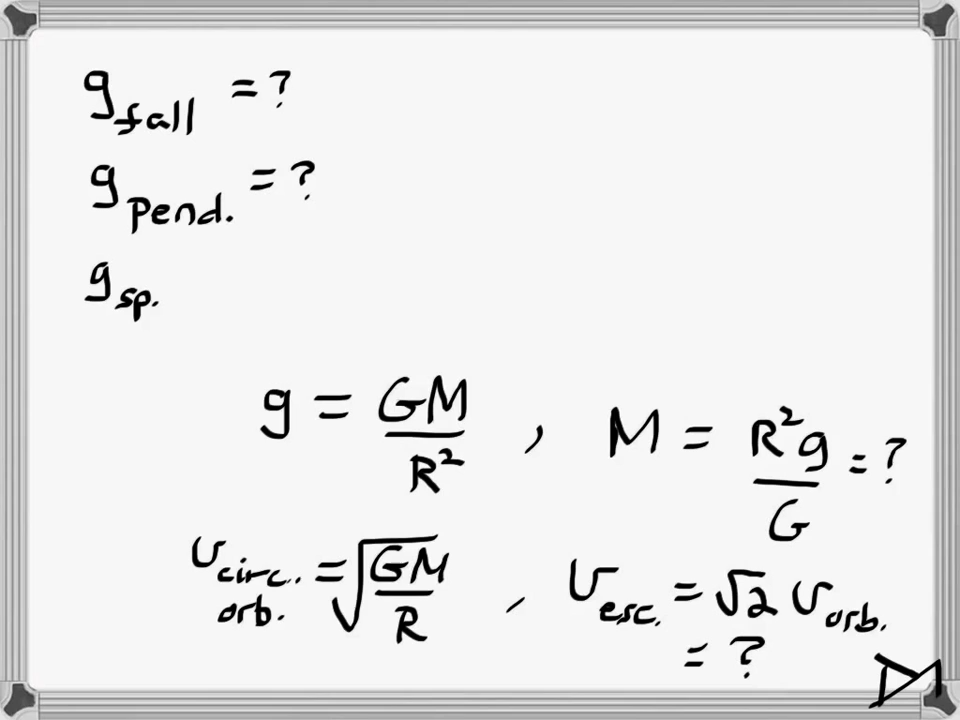 g_fall = ?
g_pend. = ?
g_sp.
g = GM/R² , M = R²g/G = ?
υ_circ. orb. = √(GM/R) , υ_esc. = √2 υ_orb.
= ?